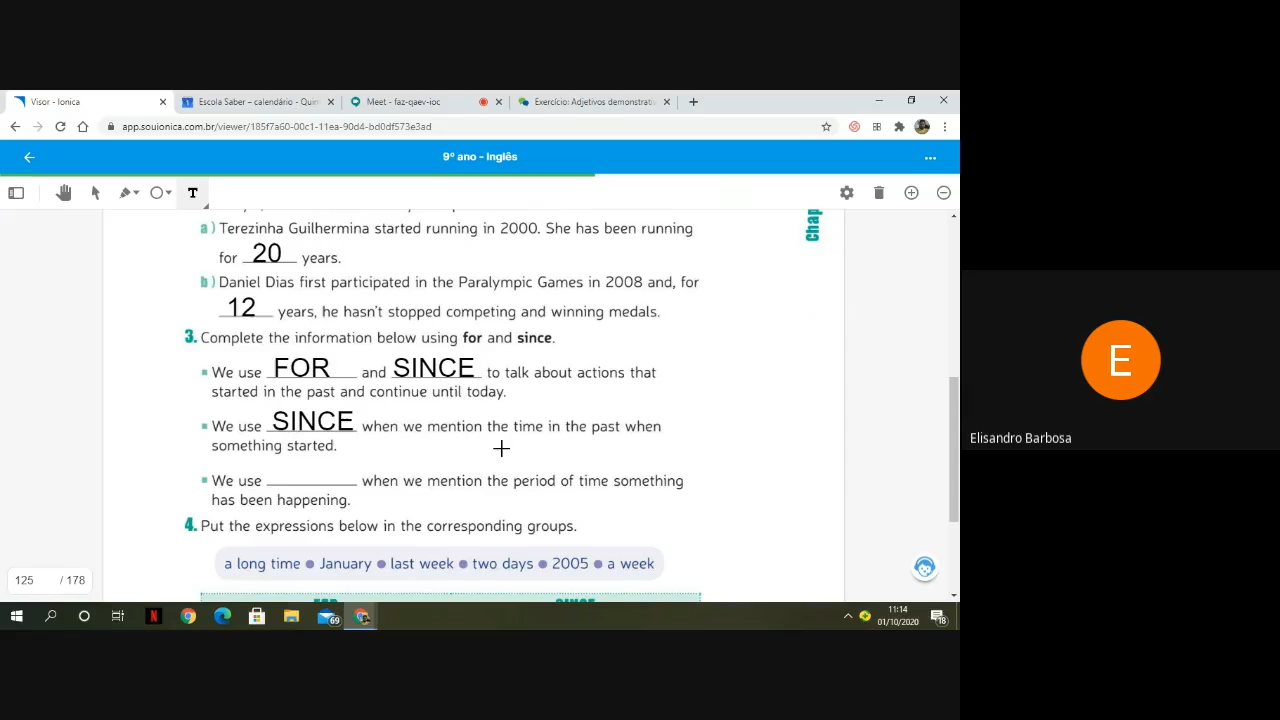 Visor - Ionica
Escola Saber – calendário - Quin
Meet - faz-qaev-ioc
Exercício: Adjetivos demonstrati
app.souionica.com.br/viewer/185f7a60-00c1-11ea-90d4-bd0df573e3ad
9º ano - Inglês
T
Chap
a) Terezinha Guilhermina started running in 2000. She has been running
for 20 years.
b) Daniel Dias first participated in the Paralympic Games in 2008 and, for
12 years, he hasn't stopped competing and winning medals.
3. Complete the information below using for and since.
We use FOR and SINCE to talk about actions that
started in the past and continue until today.
We use SINCE when we mention the time in the past when
something started.
We use __________ when we mention the period of time something
has been happening.
4. Put the expressions below in the corresponding groups.
a long time • January • last week • two days • 2005 • a week
125 / 178
E
Elisandro Barbosa
N
69
11:14
01/10/2020
18